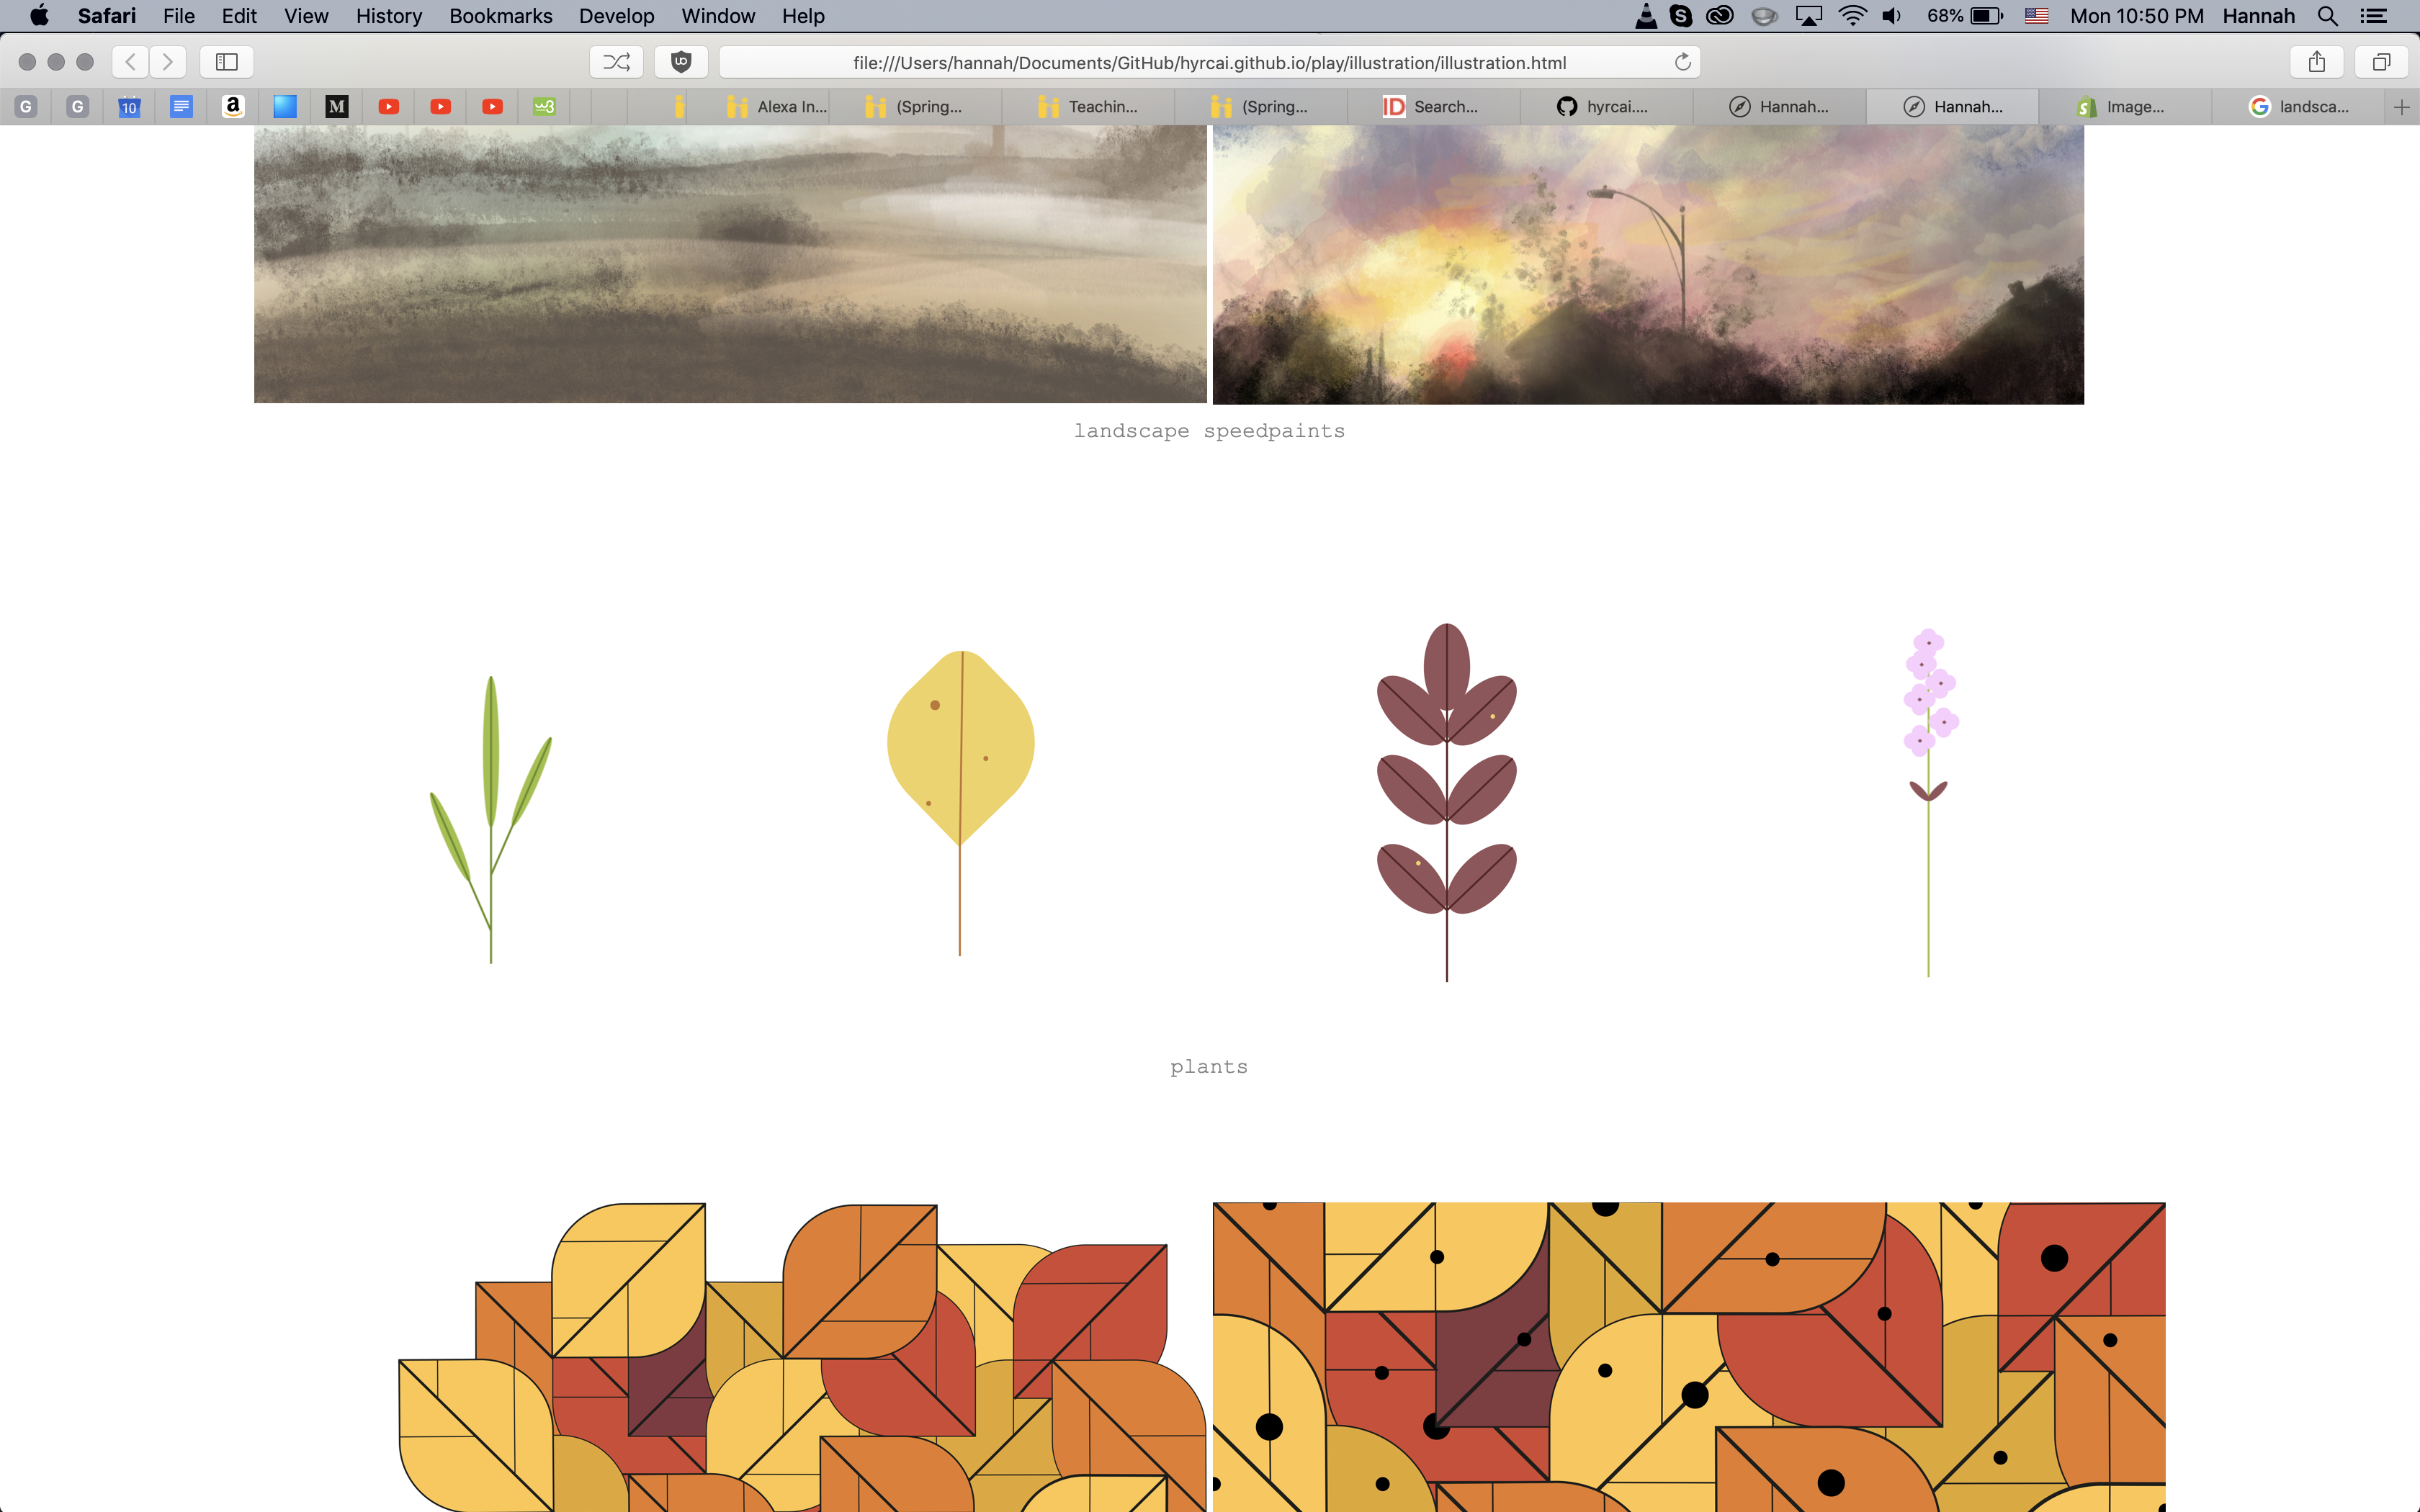 Safari File Edit View History Bookmarks Develop Window Help 68% Mon 10:50 PM Hannah
file:///Users/hannah/Documents/GitHub/hyrcai.github.io/play/illustration/illustration.html
G G 10 a M w3 Alexa In... (Spring... Teachin... (Spring... ID Search... hyrcai.... Hannah... Hannah... Image... landsca...
landscape speedpaints
plants